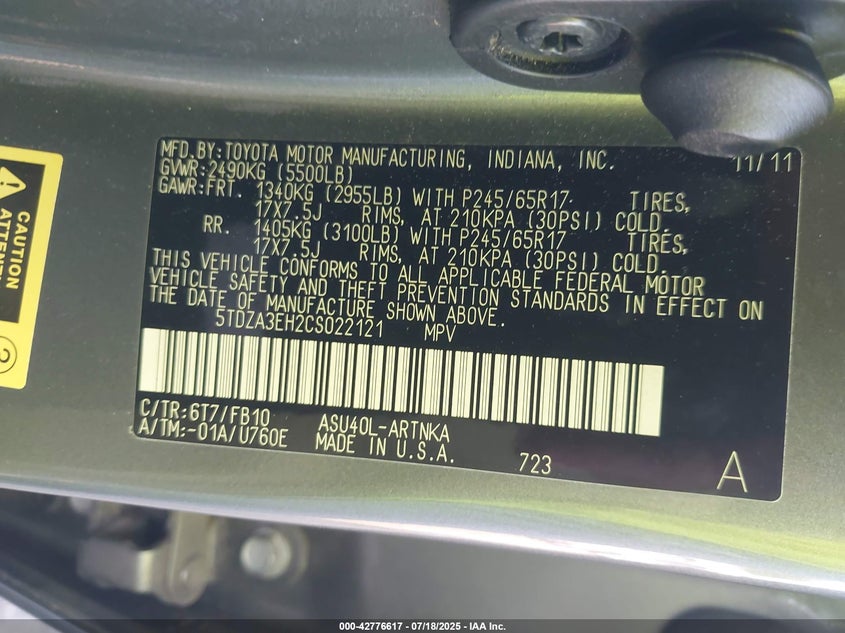 MFD.BY:TOYOTA MOTOR MANUFACTURING, INDIANA, INC. 11/11
GVWR:2490KG (5500LB)
GAWR:FRT. 1340KG (2955LB) WITH P245/65R17 TIRES,
17X7.5J RIMS, AT 210KPA (30PSI) COLD.
RR. 1405KG (3100LB) WITH P245/65R17 TIRES,
17X7.5J RIMS, AT 210KPA (30PSI) COLD.
THIS VEHICLE CONFORMS TO ALL APPLICABLE FEDERAL MOTOR
VEHICLE SAFETY AND THEFT PREVENTION STANDARDS IN EFFECT ON
THE DATE OF MANUFACTURE SHOWN ABOVE.
5TDZA3EH2CS022121 MPV
C/TR:6T7/FB10 ASU40L-ARTNKA
A/TM:-01A/U760E MADE IN U.S.A. 723 A
CAUTION
2
000-42776617 - 07/18/2025 - IAA Inc.